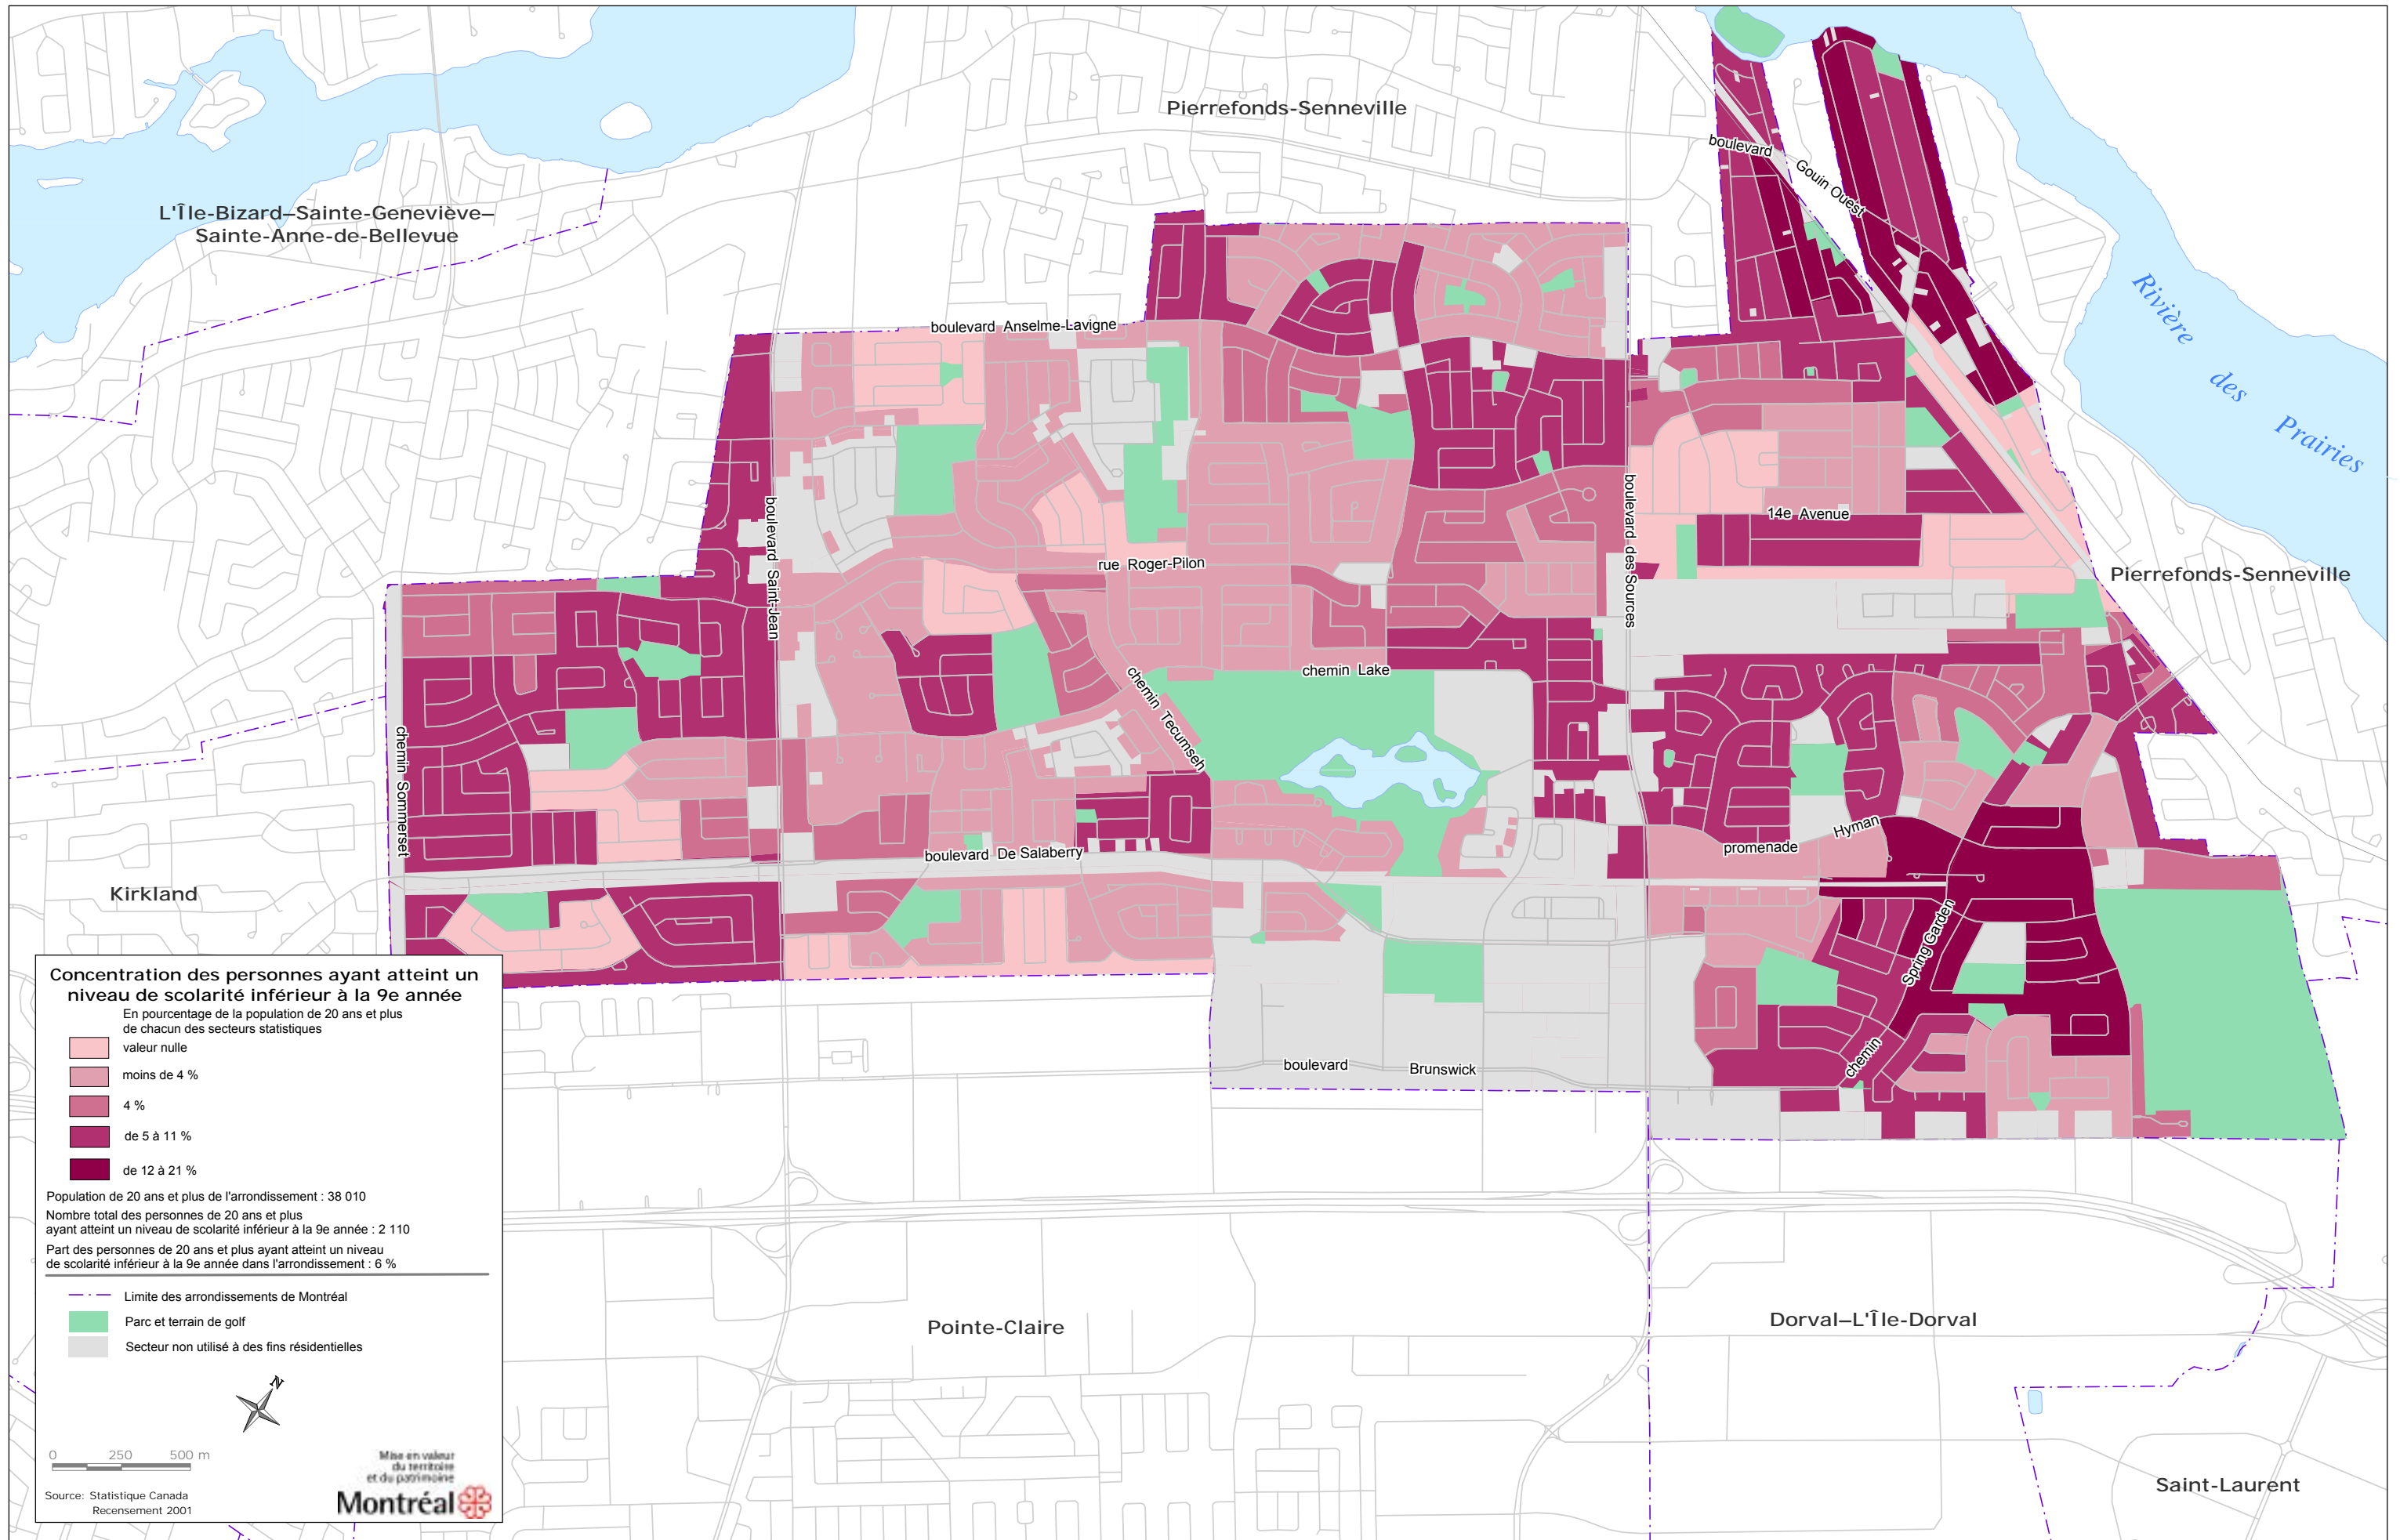 Pierrefonds-Senneville
boulevard
Gouin Ouest
L'Île-Bizard–Sainte-Geneviève–
Sainte-Anne-de-Bellevue
Rivière
des
Prairies
boulevard Anselme-Lavigne
boulevard Saint-Jean
boulevard des Sources
14e Avenue
rue Roger-Pilon
Pierrefonds-Senneville
chemin Lake
chemin Tecumseh
chemin Sommerset
Hyman
promenade
boulevard De Salaberry
Kirkland
Spring Garden
chemin
boulevard Brunswick
Concentration des personnes ayant atteint un
niveau de scolarité inférieur à la 9e année
En pourcentage de la population de 20 ans et plus
de chacun des secteurs statistiques
valeur nulle
moins de 4 %
4 %
de 5 à 11 %
de 12 à 21 %
Population de 20 ans et plus de l'arrondissement : 38 010
Nombre total des personnes de 20 ans et plus
ayant atteint un niveau de scolarité inférieur à la 9e année : 2 110
Part des personnes de 20 ans et plus ayant atteint un niveau
de scolarité inférieur à la 9e année dans l'arrondissement : 6 %
Limite des arrondissements de Montréal
Parc et terrain de golf
Secteur non utilisé à des fins résidentielles
N
0 250 500 m
Mise en valeur
du territoire
et du patrimoine
Montréal
Source: Statistique Canada
Recensement 2001
Pointe-Claire
Dorval–L'Île-Dorval
Saint-Laurent